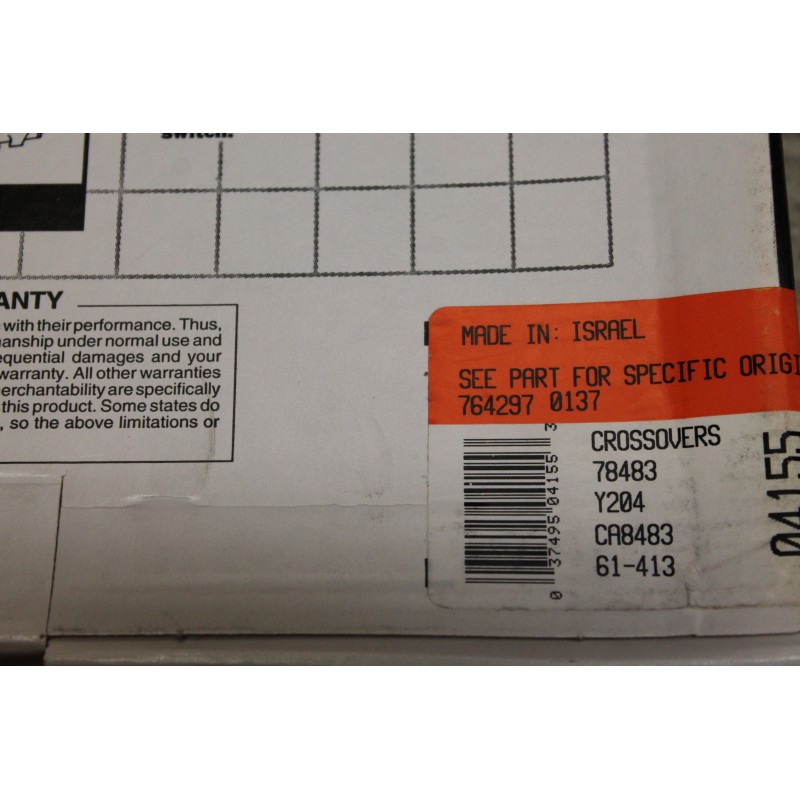 switch.
ANTY
with their performance. Thus,
manship under normal use and
equential damages and your
warranty. All other warranties
erchantability are specifically
this product. Some states do
, so the above limitations or
MADE IN: ISRAEL
SEE PART FOR SPECIFIC ORIGI
764297 0137
CROSSOVERS
78483
Y204
CA8483
61-413
0 37495 04155 3
04155